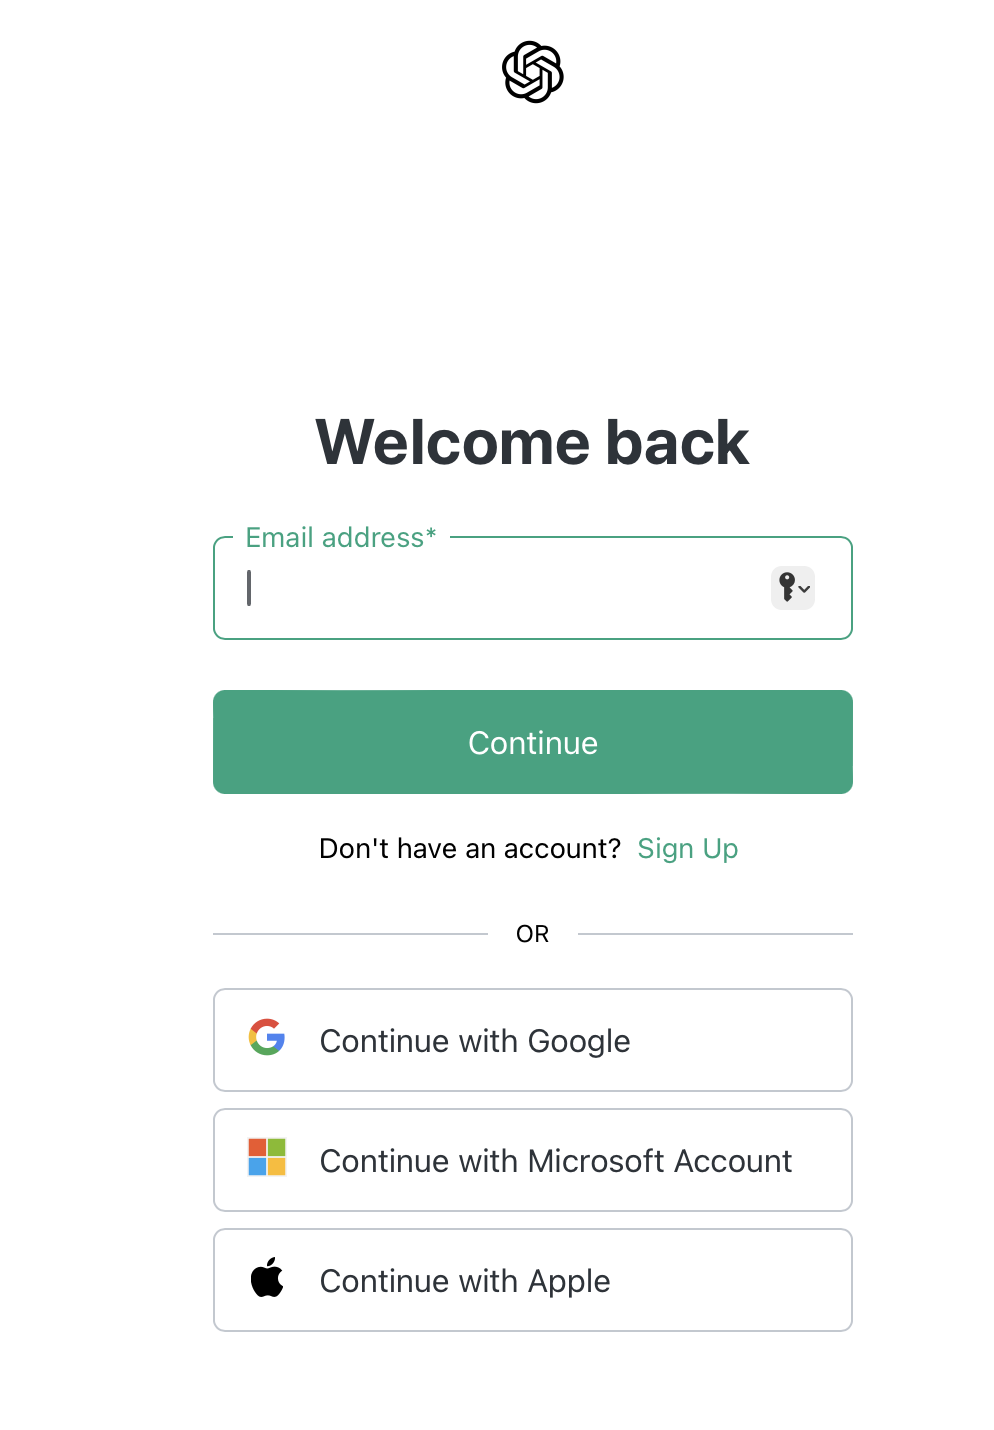 Welcome back
Email address*
Continue
Don't have an account? Sign Up
OR
Continue with Google
Continue with Microsoft Account
Continue with Apple